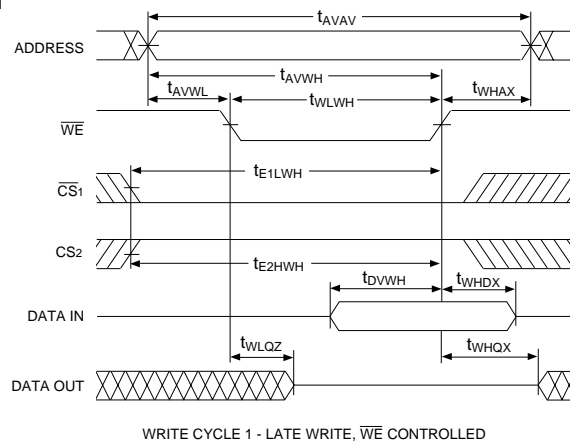 tAVAV
ADDRESS
tAVWH
tAVWL
tWLWH
tWHAX
WE
tE1LWH
CS1
CS2
tE2HWH
tDVWH
tWHDX
DATA IN
tWLQZ
tWHQX
DATA OUT
WRITE CYCLE 1 - LATE WRITE, WE CONTROLLED